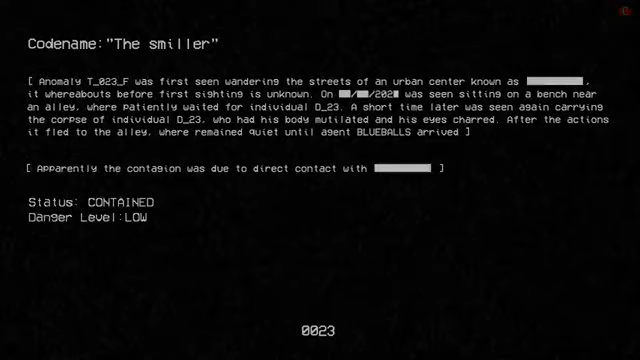 Codename:"The smiller"
[ Anomaly T_023_F was first seen wandering the streets of an urban center known as ,
it whereabouts before first sighting is unknown. On / /202 was seen sitting on a bench near
an alley, where patiently waited for individual D_23. A short time later was seen again carrying
the corpse of individual D_23, who had his body mutilated and his eyes charred. After the actions
it fled to the alley, where remained quiet until agent BLUEBALLS arrived ]
[ Apparently the contagion was due to direct contact with ]
Status: CONTAINED
Danger Level:LOW
0023